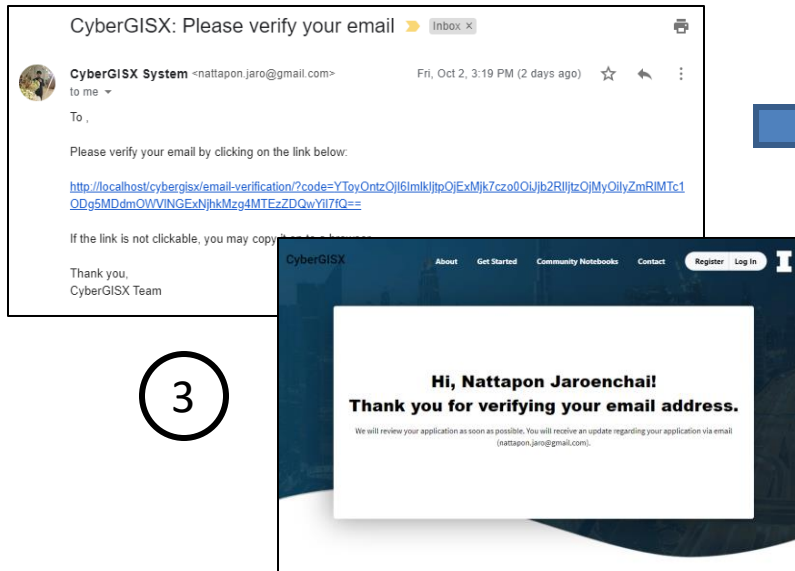 CyberGISX: Please verify your email Inbox ×
CyberGISX System <nattapon.jaro@gmail.com> Fri, Oct 2, 3:19 PM (2 days ago)
to me
To ,
Please verify your email by clicking on the link below:
http://localhost/cybergisx/email-verification/?code=YToyOntzOjI6ImlkIjtpOjExMjk7czo0OiJjb2RlIjtzOjMyOiIyZmRlMTc1
ODg5MDdmOWVlNGExNjhkMzg4MTEzZDQwYiI7fQ==
If the link is not clickable, you may copy
Thank you,
CyberGISX Team
3
CyberGISX About Get Started Community Notebooks Contact Register Log In
Hi, Nattapon Jaroenchai!
Thank you for verifying your email address.
We will review your application as soon as possible. You will receive an update regarding your application via email
(nattapon.jaro@gmail.com).